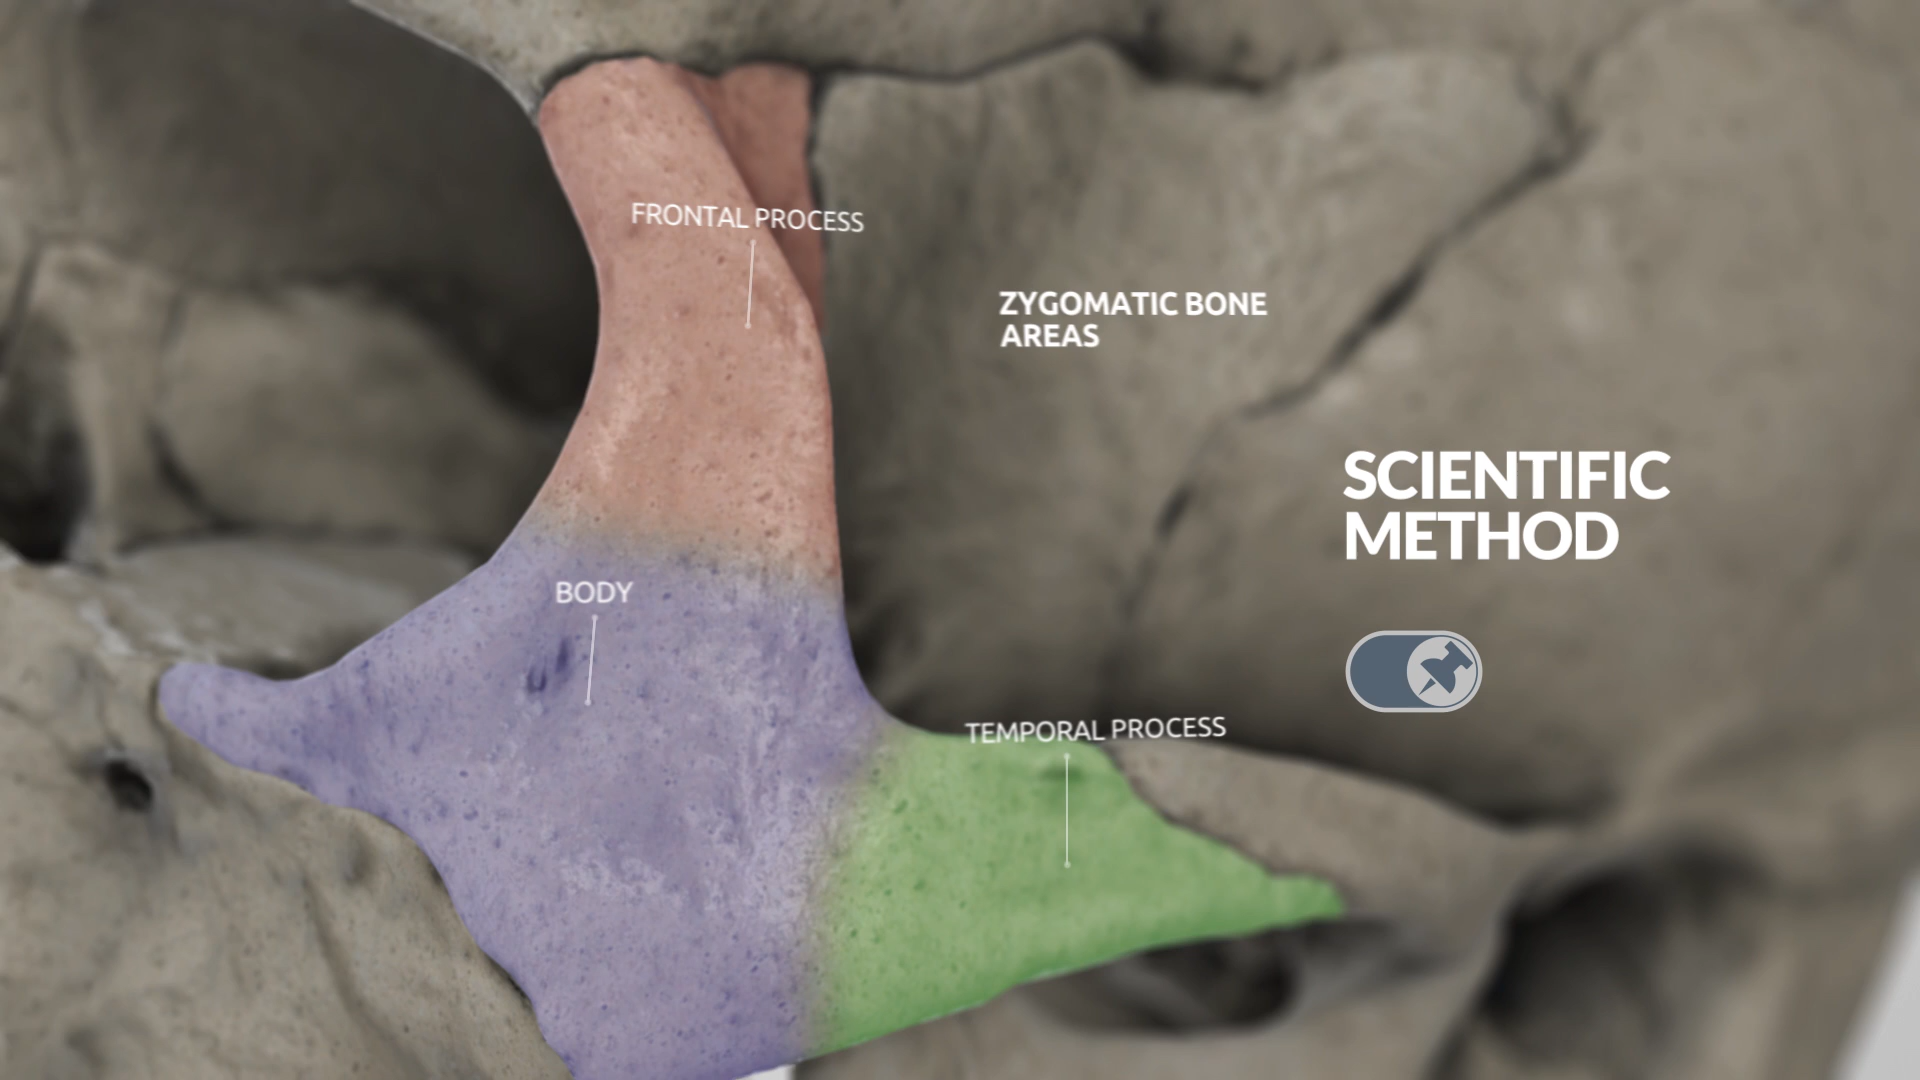 FRONTAL PROCESS
ZYGOMATIC BONE
AREAS
SCIENTIFIC
METHOD
BODY
TEMPORAL PROCESS